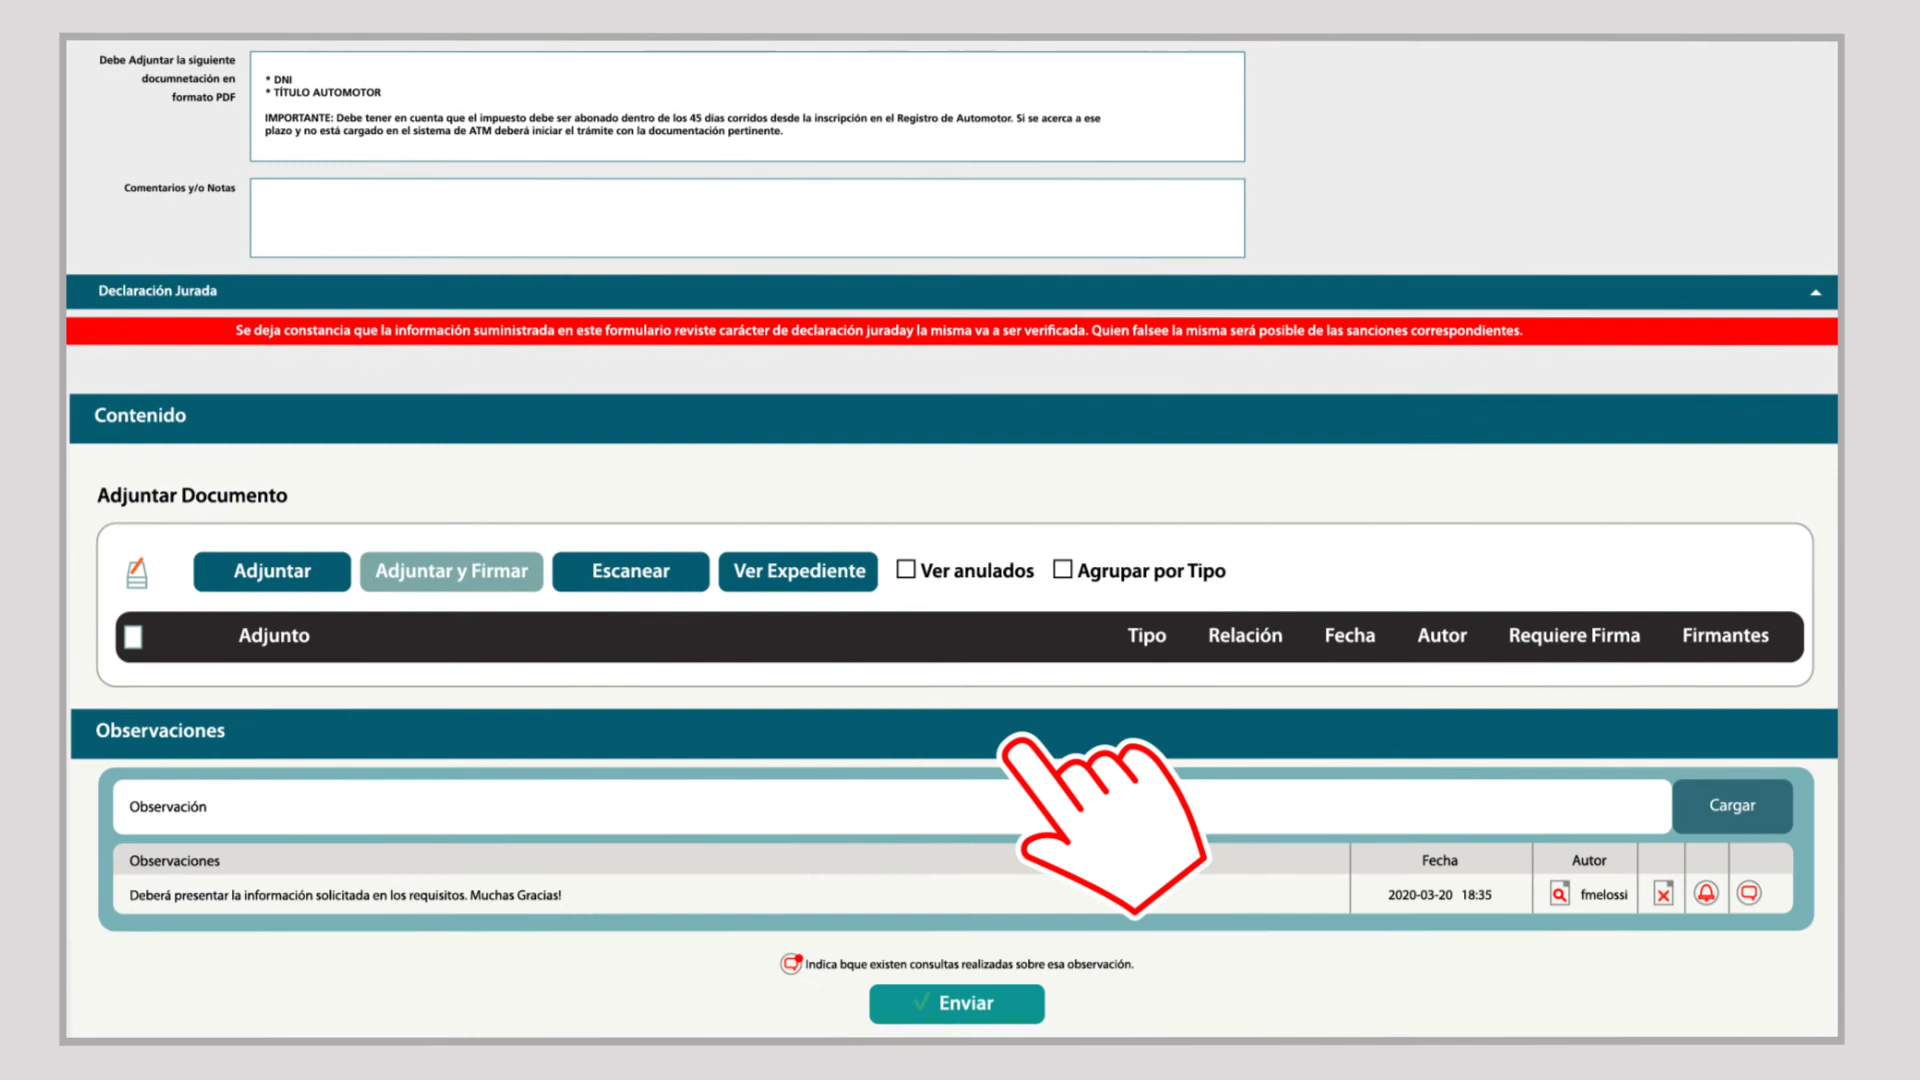 Debe Adjuntar la siguiente
documnetación en
formato PDF
* DNI
* TÍTULO AUTOMOTOR
IMPORTANTE: Debe tener en cuenta que el impuesto debe ser abonado dentro de los 45 días corridos desde la inscripción en el Registro de Automotor. Si se acerca a ese
plazo y no está cargado en el sistema de ATM deberá iniciar el trámite con la documentación pertinente.
Comentarios y/o Notas
Declaración Jurada
Se deja constancia que la información suministrada en este formulario reviste carácter de declaración juraday la misma va a ser verificada. Quien falsee la misma será posible de las sanciones correspondientes.
Contenido
Adjuntar Documento
Adjuntar Adjuntar y Firmar Escanear Ver Expediente Ver anulados Agrupar por Tipo
Adjunto Tipo Relación Fecha Autor Requiere Firma Firmantes
Observaciones
Observación Cargar
Observaciones Fecha Autor
Deberá presentar la información solicitada en los requisitos. Muchas Gracias! 2020-03-20 18:35 fmelossi
Indica bque existen consultas realizadas sobre esa observación.
Enviar